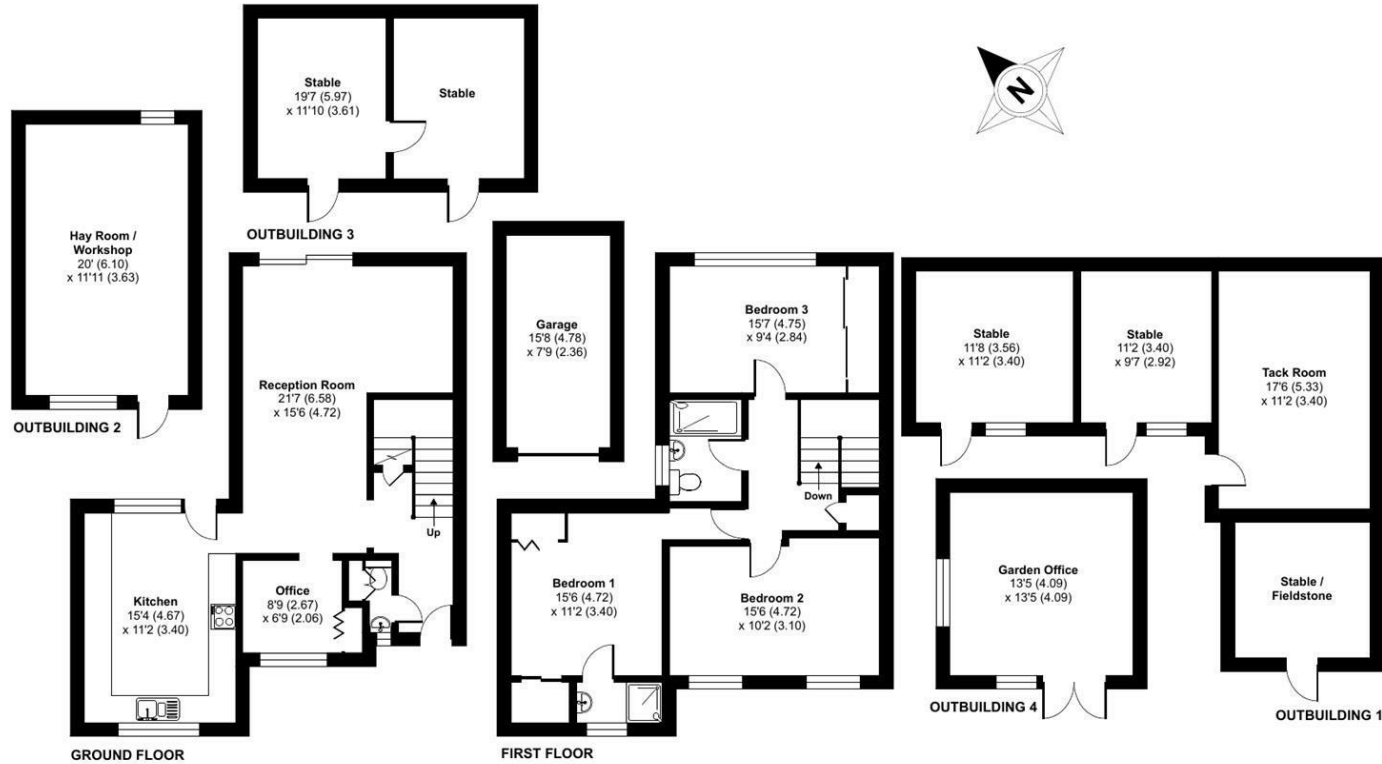 Stable
19'7 (5.97)
x 11'10 (3.61)
Stable
OUTBUILDING 3
N
Hay Room /
Workshop
20' (6.10)
x 11'11 (3.63)
OUTBUILDING 2
Reception Room
21'7 (6.58)
x 15'6 (4.72)
Up
Kitchen
15'4 (4.67)
x 11'2 (3.40)
Office
8'9 (2.67)
x 6'9 (2.06)
GROUND FLOOR
Garage
15'8 (4.78)
x 7'9 (2.36)
Bedroom 3
15'7 (4.75)
x 9'4 (2.84)
Down
Bedroom 1
15'6 (4.72)
x 11'2 (3.40)
Bedroom 2
15'6 (4.72)
x 10'2 (3.10)
FIRST FLOOR
Stable
11'8 (3.56)
x 11'2 (3.40)
Stable
11'2 (3.40)
x 9'7 (2.92)
Tack Room
17'6 (5.33)
x 11'2 (3.40)
Garden Office
13'5 (4.09)
x 13'5 (4.09)
OUTBUILDING 4
Stable /
Fieldstone
OUTBUILDING 1